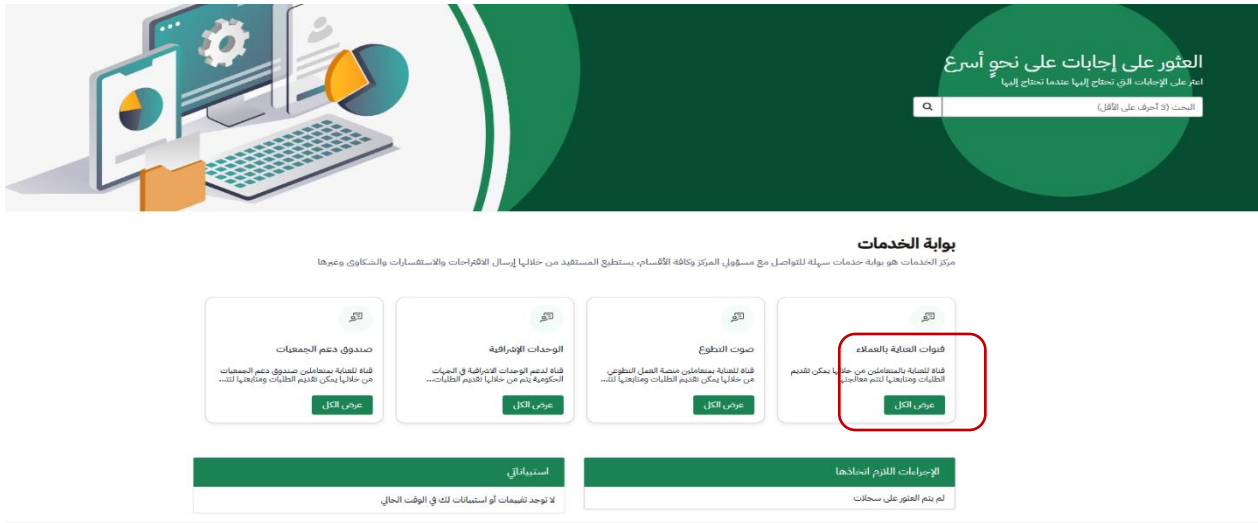 العثور على إجابات على نحوٍ أسرع
اعثر على الإجابات التي تحتاج إليها عندما تحتاج إليها
البحث (3 أحرف على الأقل)
بوابة الخدمات
مركز الخدمات هو بوابة خدمات سهلة للتواصل مع مسؤولي المركز وكافة الأقسام، يستطيع المستفيد من خلالها إرسال الاقتراحات والاستفسارات والشكاوى وغيرها
قنوات العناية بالعملاء
قناة للعناية بالمتعاملين من خلالها يمكن تقديم
الطلبات ومتابعتها لتتم معالجتها
عرض الكل
صوت التطوع
قناة للعناية بمتعاملين منصة العمل التطوعي
من خلالها يمكن تقديم الطلبات ومتابعتها لتت...
عرض الكل
الوحدات الإشرافية
قناة لدعم الوحدات الاشرافية في الجهات
الحكومية يتم من خلالها تقديم الطلبات...
عرض الكل
صندوق دعم الجمعيات
قناة للعناية بمتعاملين صندوق دعم الجمعيات
من خلالها يمكن تقديم الطلبات ومتابعتها لتت...
عرض الكل
الإجراءات اللازم اتخاذها
لم يتم العثور على سجلات
استبياناتي
لا توجد تقييمات أو استبيانات لك في الوقت الحالي